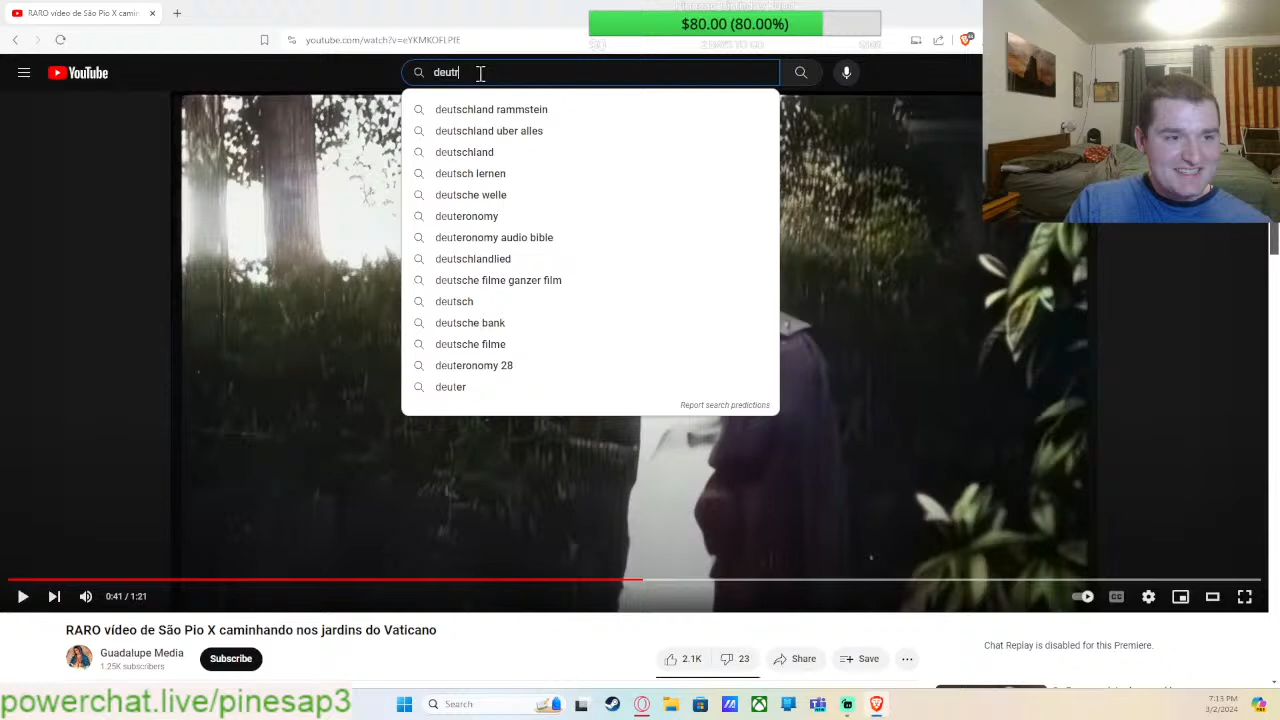 RARO vídeo de São Pio X camin
youtube.com/watch?v=eYKMKOFLPIE
$80.00 (80.00%)
YouTube
deutr
deutschland rammstein
deutschland uber alles
deutschland
deutsch lernen
deutsche welle
deuteronomy
deuteronomy audio bible
deutschlandlied
deutsche filme ganzer film
deutsch
deutsche bank
deutsche filme
deuteronomy 28
deuter
Report search predictions
0:41 / 1:21
CC
RARO vídeo de São Pio X caminhando nos jardins do Vaticano
Guadalupe Media
1.25K subscribers
Subscribe
2.1K
23
Share
Save
Chat Replay is disabled for this Premiere.
powerchat.live/pinesap3
Search
7:13 PM
3/2/2024